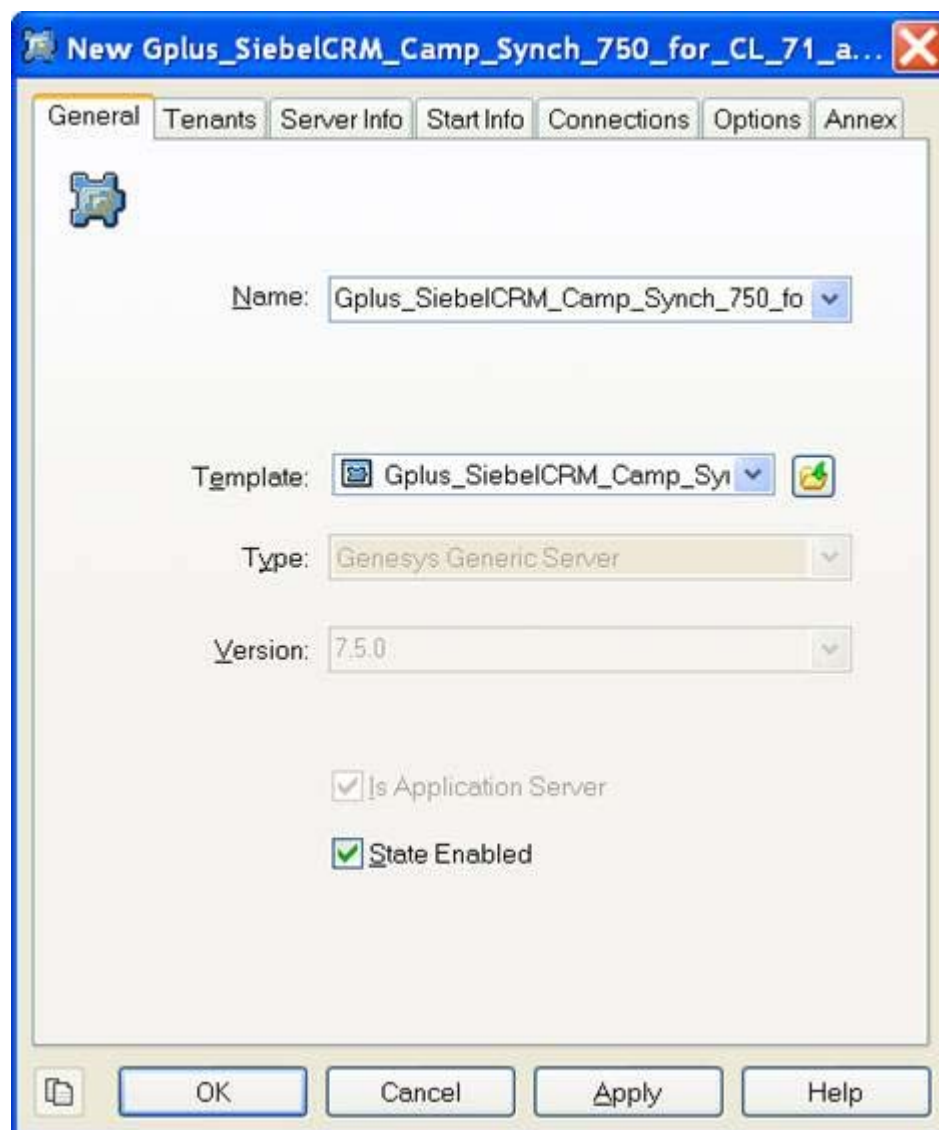 New Gplus_SiebelCRM_Camp_Synch_750_for_CL_71_a...
General Tenants Server Info Start Info Connections Options Annex
Name: Gplus_SiebelCRM_Camp_Synch_750_fo
Template: Gplus_SiebelCRM_Camp_Syn
Type: Genesys Generic Server
Version: 7.5.0
Is Application Server
State Enabled
OK Cancel Apply Help